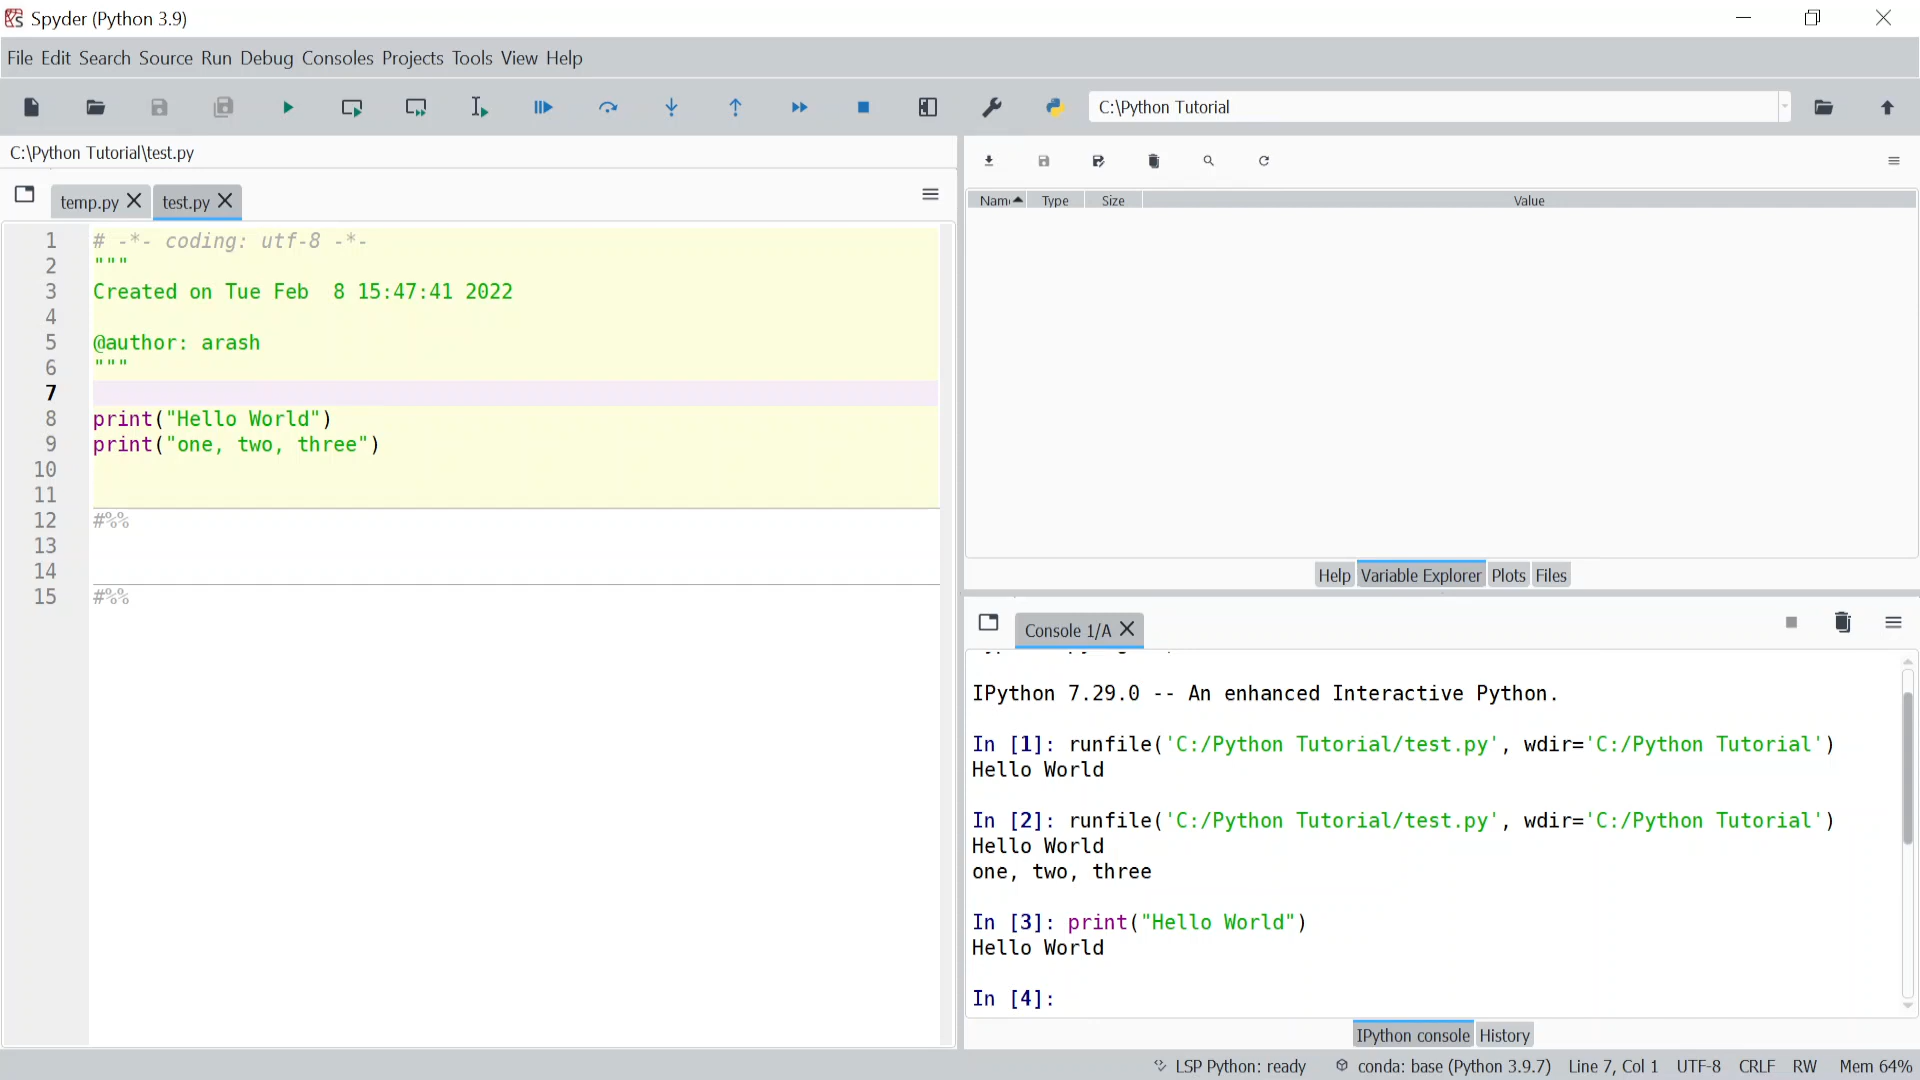 Spyder (Python 3.9)
File Edit Search Source Run Debug Consoles Projects Tools View Help
C:\Python Tutorial
C:\Python Tutorial\test.py
temp.py test.py
1 # -*- coding: utf-8 -*-
2 """
3 Created on Tue Feb  8 15:47:41 2022
4
5 @author: arash
6 """
7
8 print("Hello World")
9 print("one, two, three")
10
11
12 #%%
13
14
15 #%%
Type Size Value
Help Variable Explorer Plots Files
Console 1/A
IPython 7.29.0 -- An enhanced Interactive Python.
In [1]: runfile('C:/Python Tutorial/test.py', wdir='C:/Python Tutorial')
Hello World
In [2]: runfile('C:/Python Tutorial/test.py', wdir='C:/Python Tutorial')
Hello World
one, two, three
In [3]: print("Hello World")
Hello World
In [4]:
IPython console History
LSP Python: ready conda: base (Python 3.9.7) Line 7, Col 1 UTF-8 CRLF RW Mem 64%